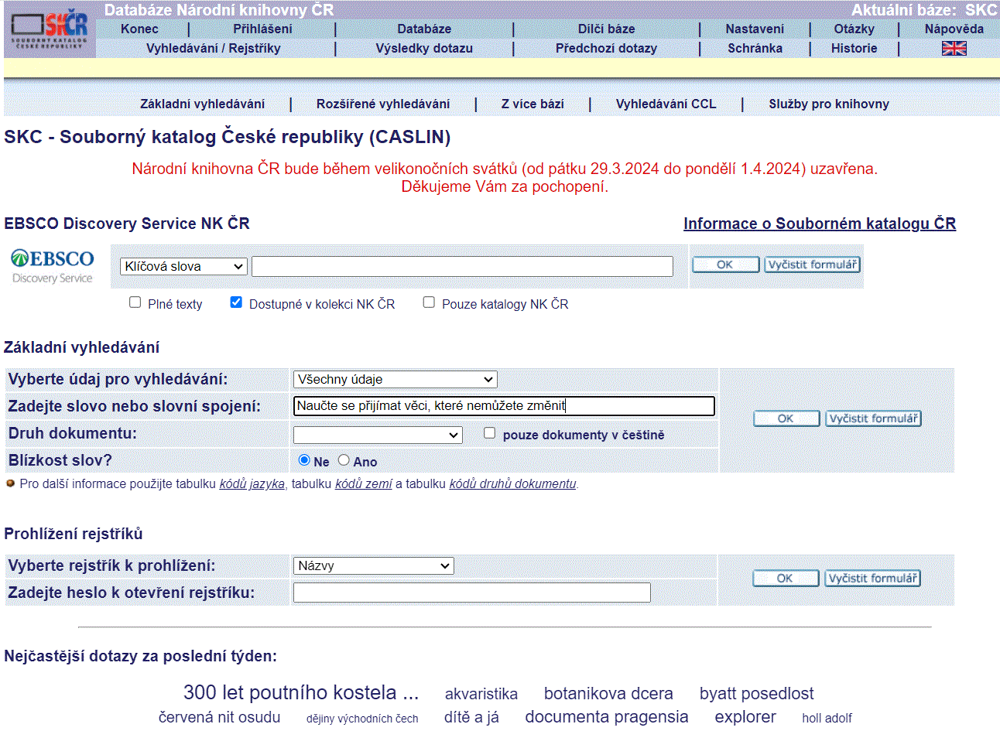 Databáze Národní knihovny ČR Aktuální báze: SKC
SKČR
SOUBORNÝ KATALOG
ČESKÉ REPUBLIKY
Konec | Přihlášení | Databáze | Dílčí báze | Nastavení | Otázky | Nápověda
Vyhledávání / Rejstříky | Výsledky dotazu | Předchozí dotazy | Schránka | Historie |
Základní vyhledávání | Rozšířené vyhledávání | Z více bází | Vyhledávání CCL | Služby pro knihovny
SKC - Souborný katalog České republiky (CASLIN)
Národní knihovna ČR bude během velikonočních svátků (od pátku 29.3.2024 do pondělí 1.4.2024) uzavřena.
Děkujeme Vám za pochopení.
EBSCO Discovery Service NK ČR Informace o Souborném katalogu ČR
EBSCO
Discovery Service
Klíčová slova OK Vyčistit formulář
Plné texty Dostupné v kolekci NK ČR Pouze katalogy NK ČR
Základní vyhledávání
Vyberte údaj pro vyhledávání: Všechny údaje
Zadejte slovo nebo slovní spojení: Naučte se přijímat věci, které nemůžete změnit
OK Vyčistit formulář
Druh dokumentu: pouze dokumenty v češtině
Blízkost slov? Ne Ano
Pro další informace použijte tabulku kódů jazyka, tabulku kódů zemí a tabulku kódů druhů dokumentu.
Prohlížení rejstříků
Vyberte rejstřík k prohlížení: Názvy
OK Vyčistit formulář
Zadejte heslo k otevření rejstříku:
Nejčastější dotazy za poslední týden:
300 let poutního kostela ... akvaristika botanikova dcera byatt posedlost
červená nit osudu dějiny východních čech dítě a já documenta pragensia explorer holl adolf